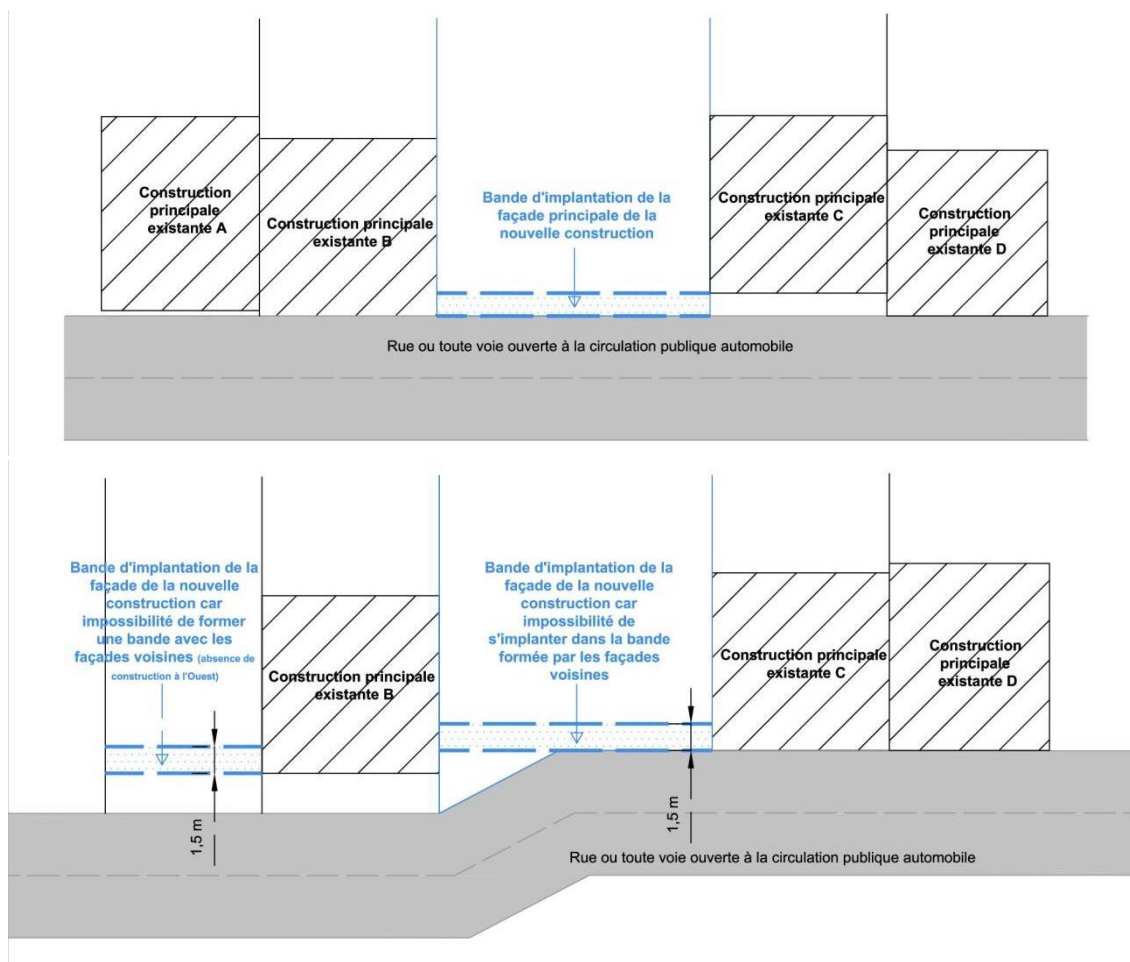 Construction
principale
existante A
Construction principale
existante B
Bande d'implantation de la
façade principale de la
nouvelle construction
Construction principale
existante C
Construction
principale
existante D
Rue ou toute voie ouverte à la circulation publique automobile
Bande d'implantation de la
façade de la nouvelle
construction car
impossibilité de former
une bande avec les
façades voisines (absence de
construction à l'Ouest)
Construction principale
existante B
Bande d'implantation de la
façade de la nouvelle
construction car
impossibilité de
s'implanter dans la bande
formée par les façades
voisines
Construction principale
existante C
Construction
principale
existante D
1,5 m
1,5 m
Rue ou toute voie ouverte à la circulation publique automobile